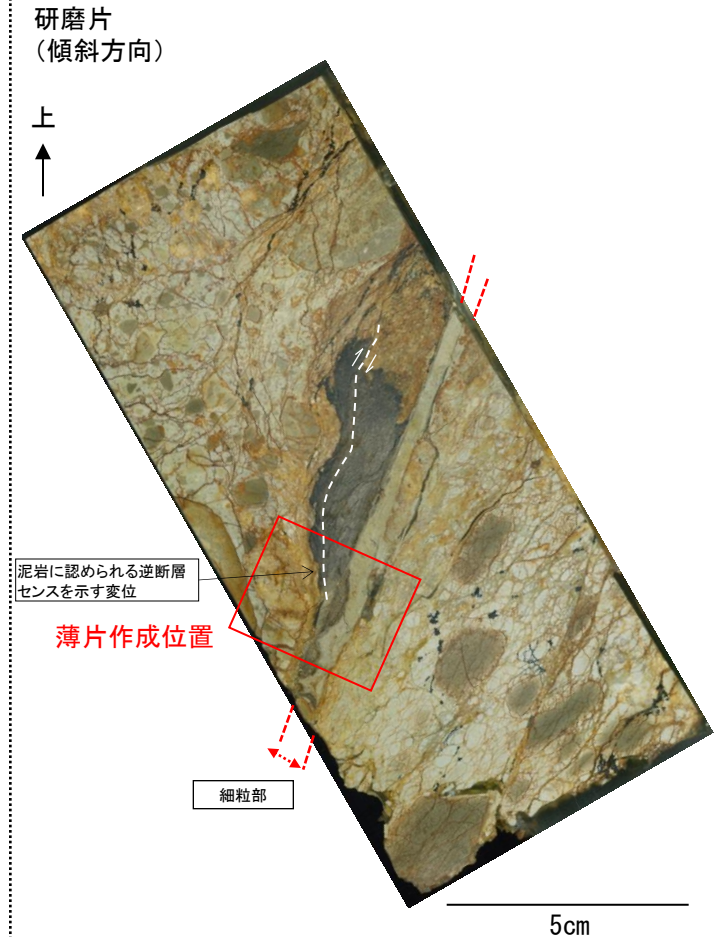 研磨片
(傾斜方向)
上
泥岩に認められる逆断層
センスを示す変位
薄片作成位置
細粒部
5cm